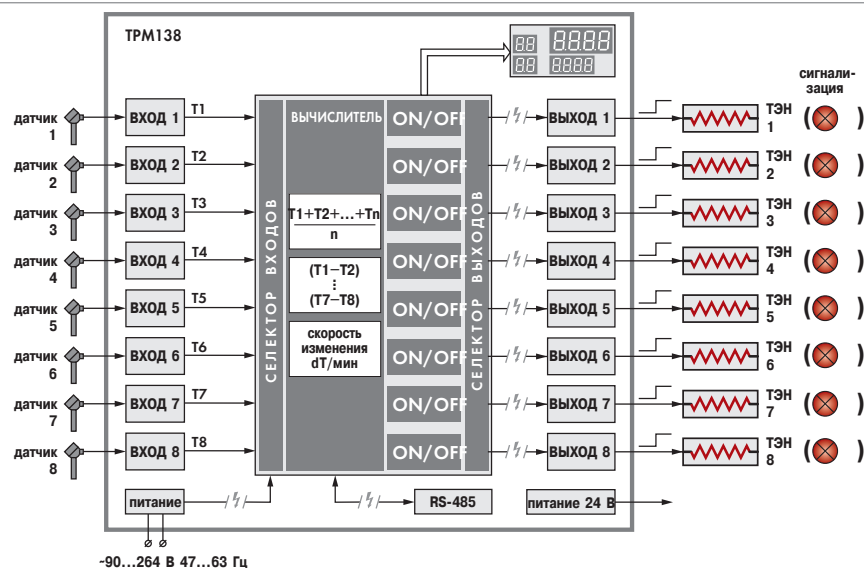 ТРМ138
88 8.8.8.8
88 8888
сигнали-
зация
датчик
1
ВХОД 1
T1
ВЫЧИСЛИТЕЛЬ
ON/OFF
ВЫХОД 1
ТЭН
1
( )
датчик
2
ВХОД 2
T2
ON/OFF
ВЫХОД 2
ТЭН
2
( )
датчик
3
ВХОД 3
T3
T1+T2+...+Tn
n
ON/OFF
ВЫХОД 3
ТЭН
3
( )
датчик
4
ВХОД 4
T4
(T1–T2)
⋮
(T7–T8)
ON/OFF
ВЫХОД 4
ТЭН
4
( )
датчик
5
ВХОД 5
T5
ON/OFF
ВЫХОД 5
ТЭН
5
( )
датчик
6
ВХОД 6
T6
скорость
изменения
dT/мин
ON/OFF
ВЫХОД 6
ТЭН
6
( )
датчик
7
ВХОД 7
T7
ON/OFF
ВЫХОД 7
ТЭН
7
( )
датчик
8
ВХОД 8
T8
ON/OFF
ВЫХОД 8
ТЭН
8
( )
СЕЛЕКТОР ВХОДОВ
СЕЛЕКТОР ВЫХОДОВ
питание
RS-485
питание 24 В
~90...264 В 47...63 Гц